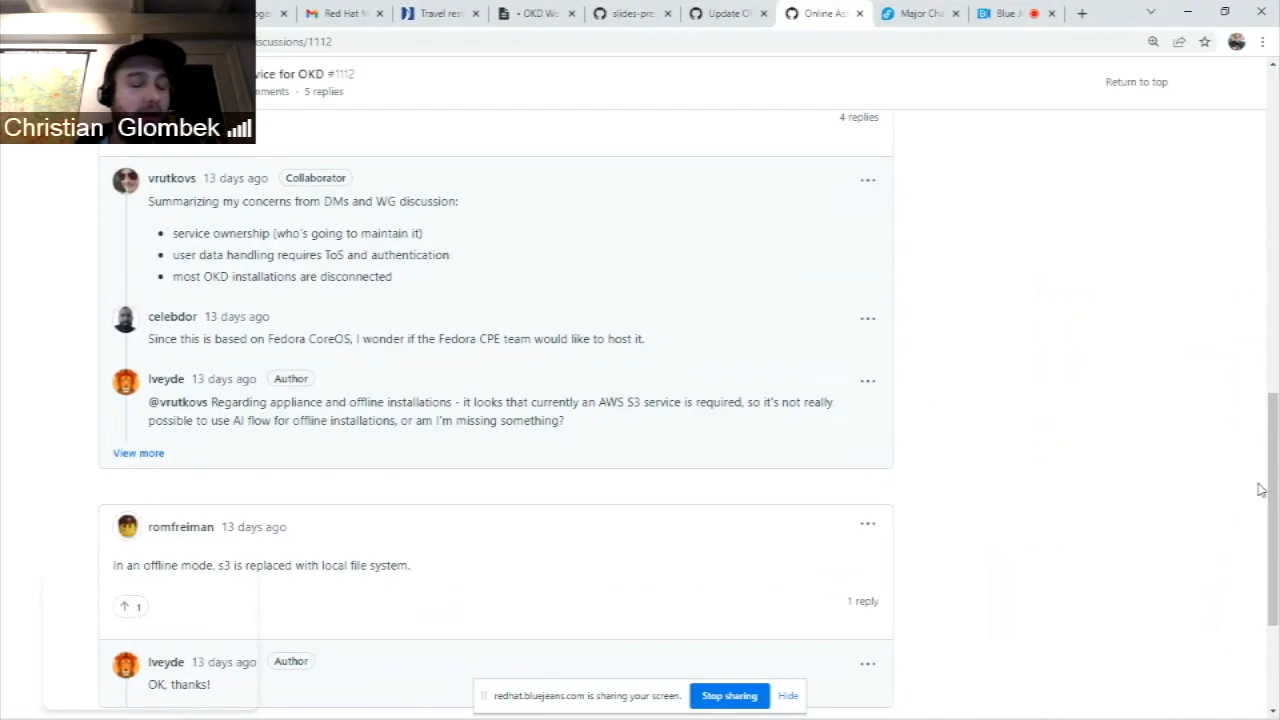 Red Hat M
Travel res
• OKD Wo
slides-pre
Update O
Online As
Major Cha
Blue J
iscussions/1112
vice for OKD #1112
Return to top
mments · 5 replies
4 replies
Christian Glombek
vrutkovs 13 days ago Collaborator
Summarizing my concerns from DMs and WG discussion:
• service ownership (who's going to maintain it)
• user data handling requires ToS and authentication
• most OKD installations are disconnected
celebdor 13 days ago
Since this is based on Fedora CoreOS, I wonder if the Fedora CPE team would like to host it.
lveyde 13 days ago Author
@vrutkovs Regarding appliance and offline installations - it looks that currently an AWS S3 service is required, so it's not really
possible to use AI flow for offline installations, or am I'm missing something?
View more
romfreiman 13 days ago
In an offline mode, s3 is replaced with local file system.
1
1 reply
lveyde 13 days ago Author
OK, thanks!
redhat.bluejeans.com is sharing your screen. Stop sharing Hide